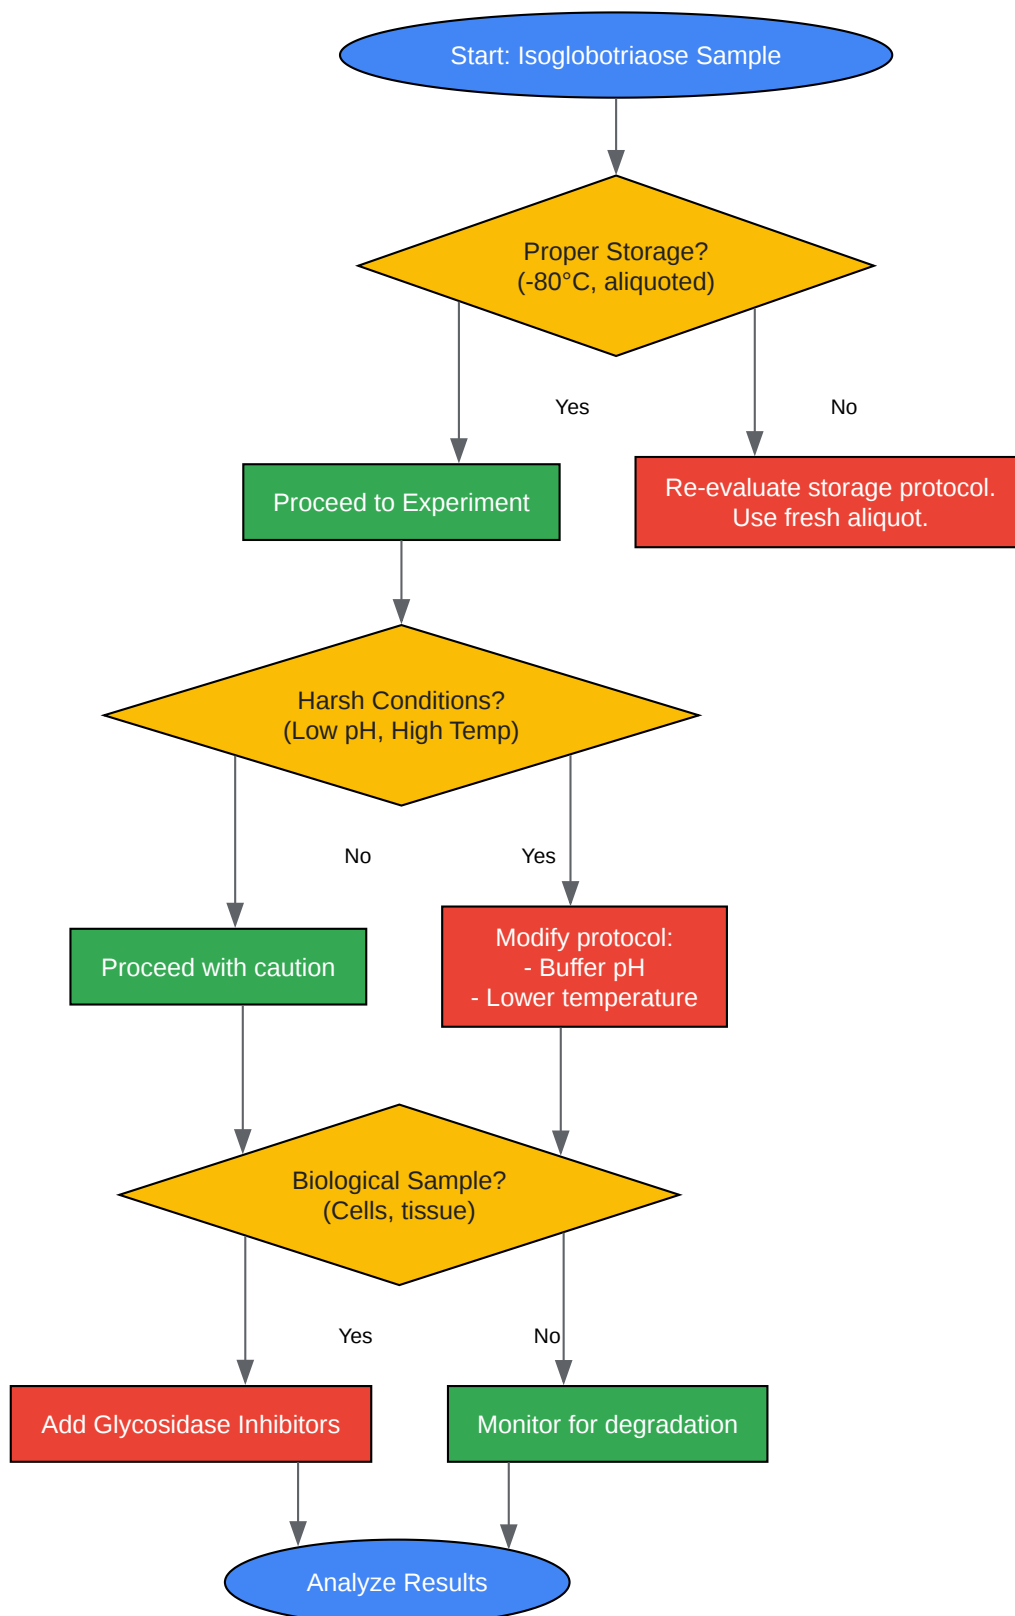 Start: Isoglobotriaose Sample
Proper Storage?
(-80°C, aliquoted)
Yes
No
Proceed to Experiment
Re-evaluate storage protocol.
Use fresh aliquot.
Harsh Conditions?
(Low pH, High Temp)
No
Yes
Proceed with caution
Modify protocol:
- Buffer pH
- Lower temperature
Biological Sample?
(Cells, tissue)
Yes
No
Add Glycosidase Inhibitors
Monitor for degradation
Analyze Results